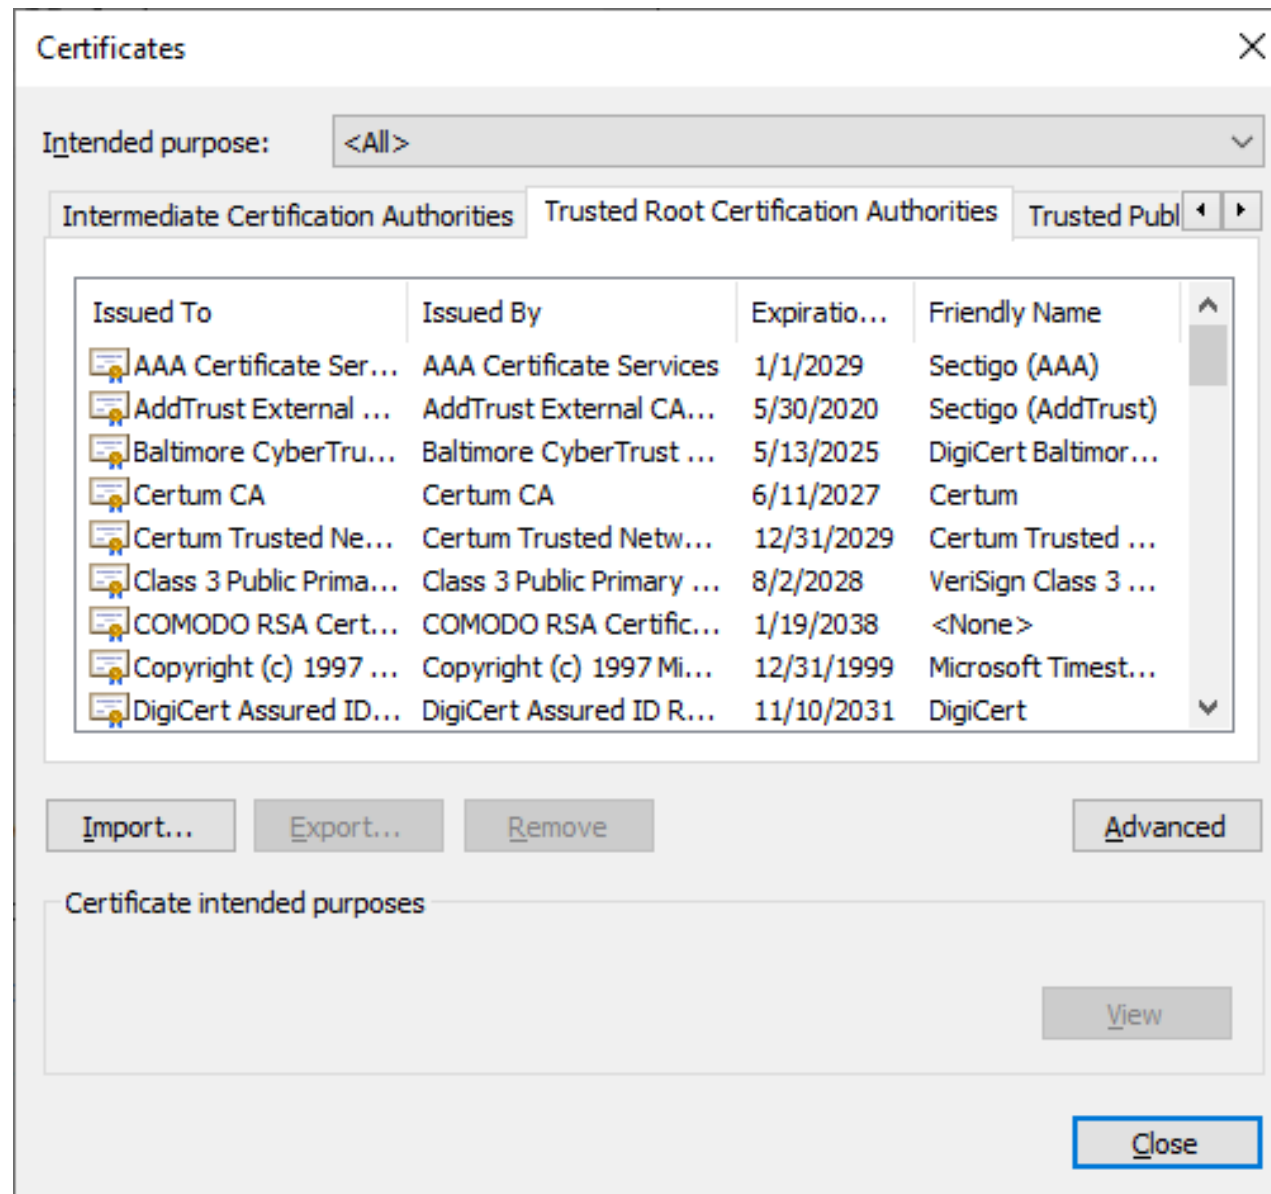 Certificates
Intended purpose: <All>
Intermediate Certification Authorities Trusted Root Certification Authorities Trusted Publ
Issued To Issued By Expiratio... Friendly Name
AAA Certificate Ser... AAA Certificate Services 1/1/2029 Sectigo (AAA)
AddTrust External ... AddTrust External CA... 5/30/2020 Sectigo (AddTrust)
Baltimore CyberTru... Baltimore CyberTrust ... 5/13/2025 DigiCert Baltimor...
Certum CA Certum CA 6/11/2027 Certum
Certum Trusted Ne... Certum Trusted Netw... 12/31/2029 Certum Trusted ...
Class 3 Public Prima... Class 3 Public Primary ... 8/2/2028 VeriSign Class 3 ...
COMODO RSA Cert... COMODO RSA Certific... 1/19/2038 <None>
Copyright (c) 1997 ... Copyright (c) 1997 Mi... 12/31/1999 Microsoft Timest...
DigiCert Assured ID... DigiCert Assured ID R... 11/10/2031 DigiCert
Import... Export... Remove Advanced
Certificate intended purposes
View
Close